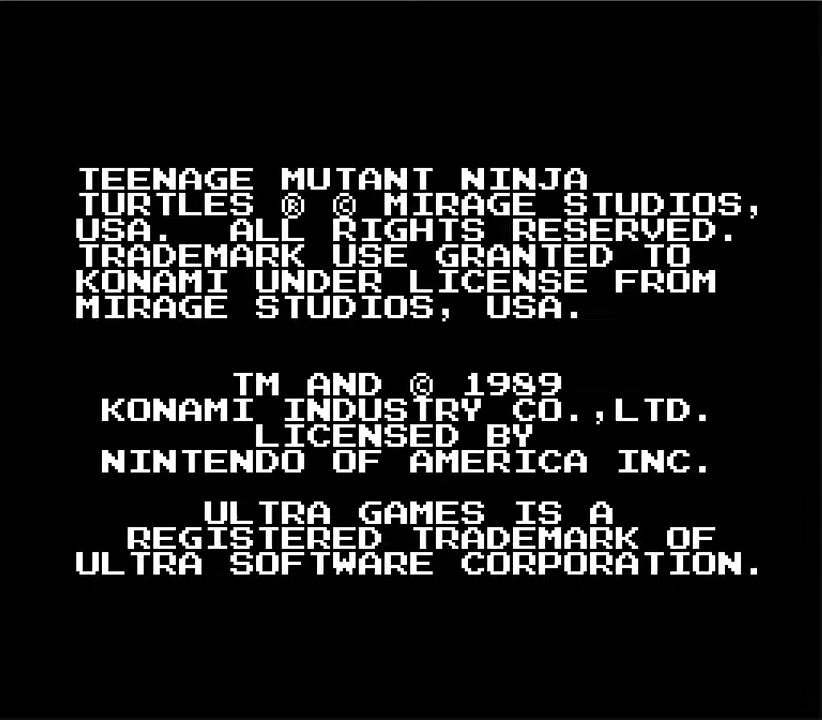 TEENAGE MUTANT NINJA
TURTLES ® © MIRAGE STUDIOS,
USA.  ALL RIGHTS RESERVED.
TRADEMARK USE GRANTED TO
KONAMI UNDER LICENSE FROM
MIRAGE STUDIOS, USA.
TM AND © 1989
KONAMI INDUSTRY CO.,LTD.
LICENSED BY
NINTENDO OF AMERICA INC.
ULTRA GAMES IS A
REGISTERED TRADEMARK OF
ULTRA SOFTWARE CORPORATION.